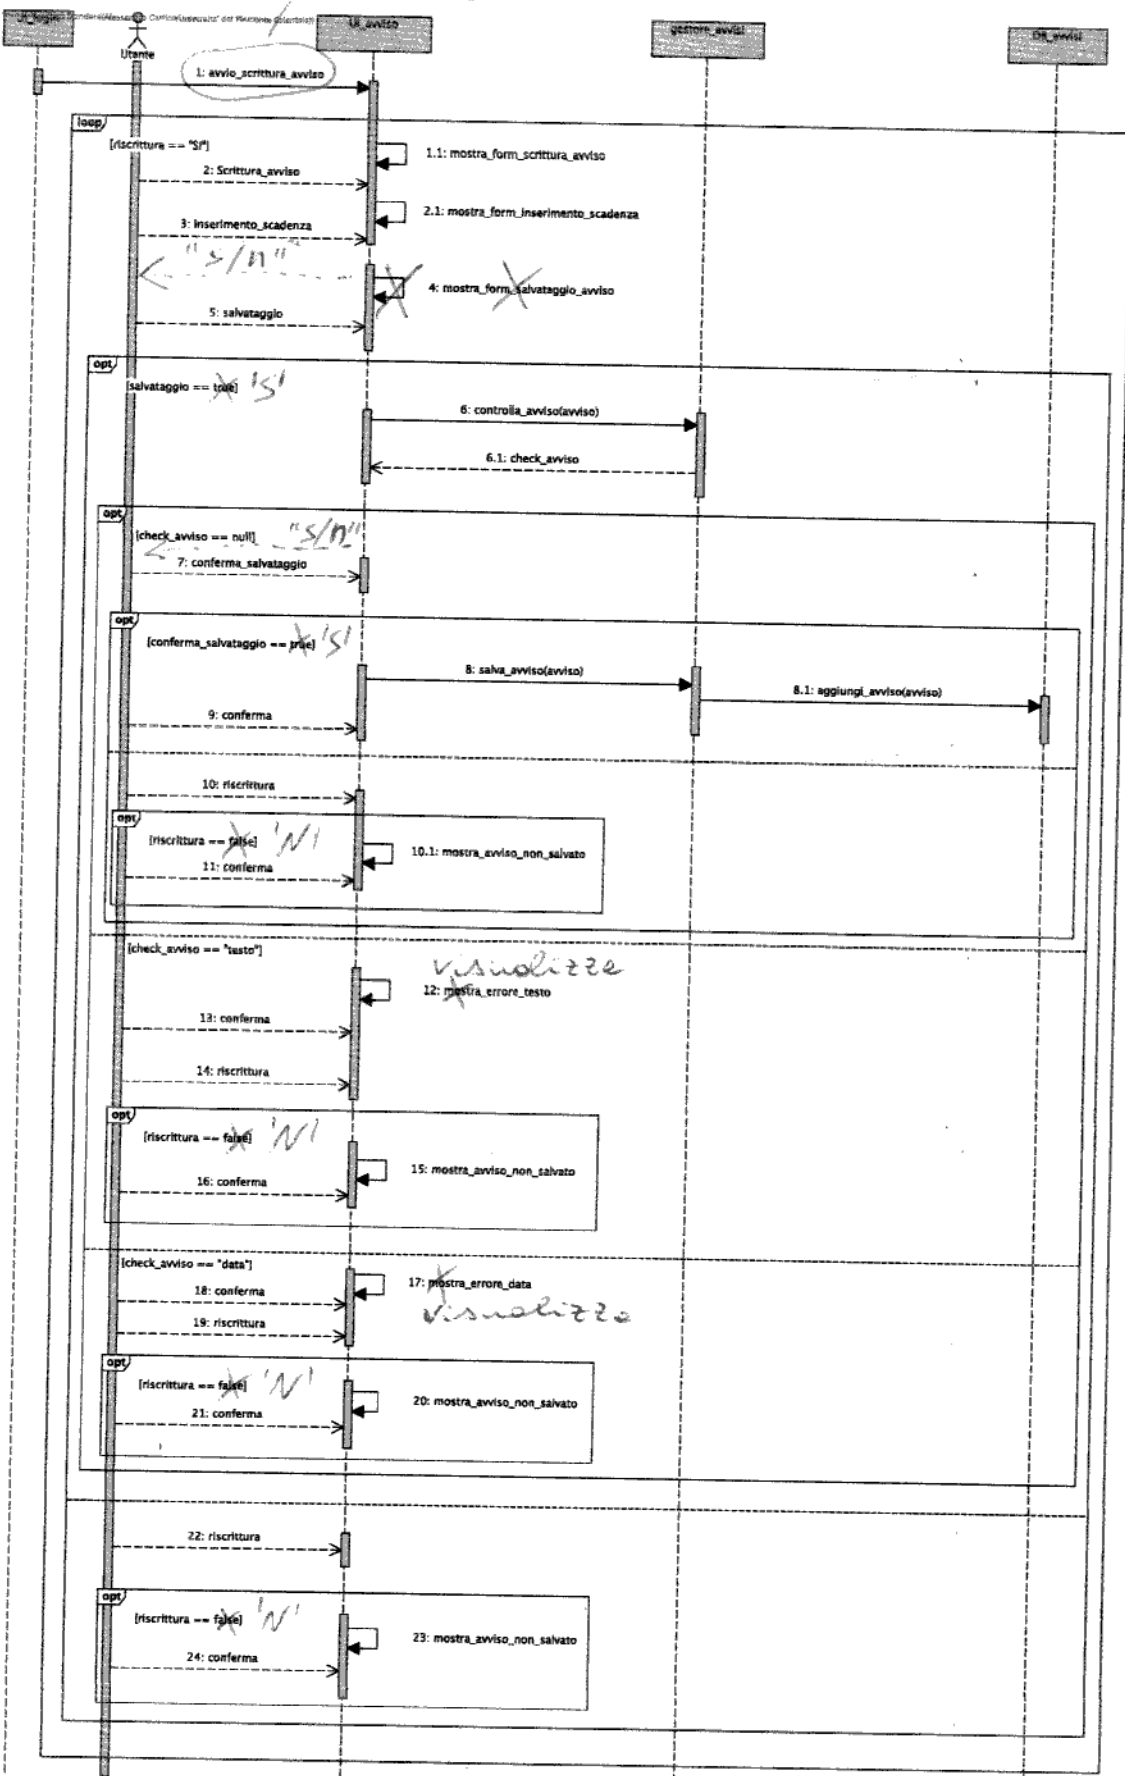 UI_login
UI_avviso
gestore_avvisi
DB_avvisi
Utente
1: avvio_scrittura_avviso
loop
[riscrittura == "SI"]
1.1: mostra_form_scrittura_avviso
2: Scrittura_avviso
2.1: mostra_form_inserimento_scadenza
3: inserimento_scadenza
"s/n"
4: mostra_form_salvataggio_avviso
5: salvataggio
opt
[salvataggio == true] 'S'
6: controlla_avviso(avviso)
6.1: check_avviso
opt
[check_avviso == null] "s/n"
7: conferma_salvataggio
opt
[conferma_salvataggio == true] 'S'
8: salva_avviso(avviso)
8.1: aggiungi_avviso(avviso)
9: conferma
10: riscrittura
opt
[riscrittura == false] 'N'
10.1: mostra_avviso_non_salvato
11: conferma
[check_avviso == "testo"]
visualizza
12: mostra_errore_testo
13: conferma
14: riscrittura
opt
[riscrittura == false] 'N'
15: mostra_avviso_non_salvato
16: conferma
[check_avviso == "data"]
17: mostra_errore_data
18: conferma
visualizza
19: riscrittura
opt
[riscrittura == false] 'N'
20: mostra_avviso_non_salvato
21: conferma
22: riscrittura
opt
[riscrittura == false] 'N'
23: mostra_avviso_non_salvato
24: conferma